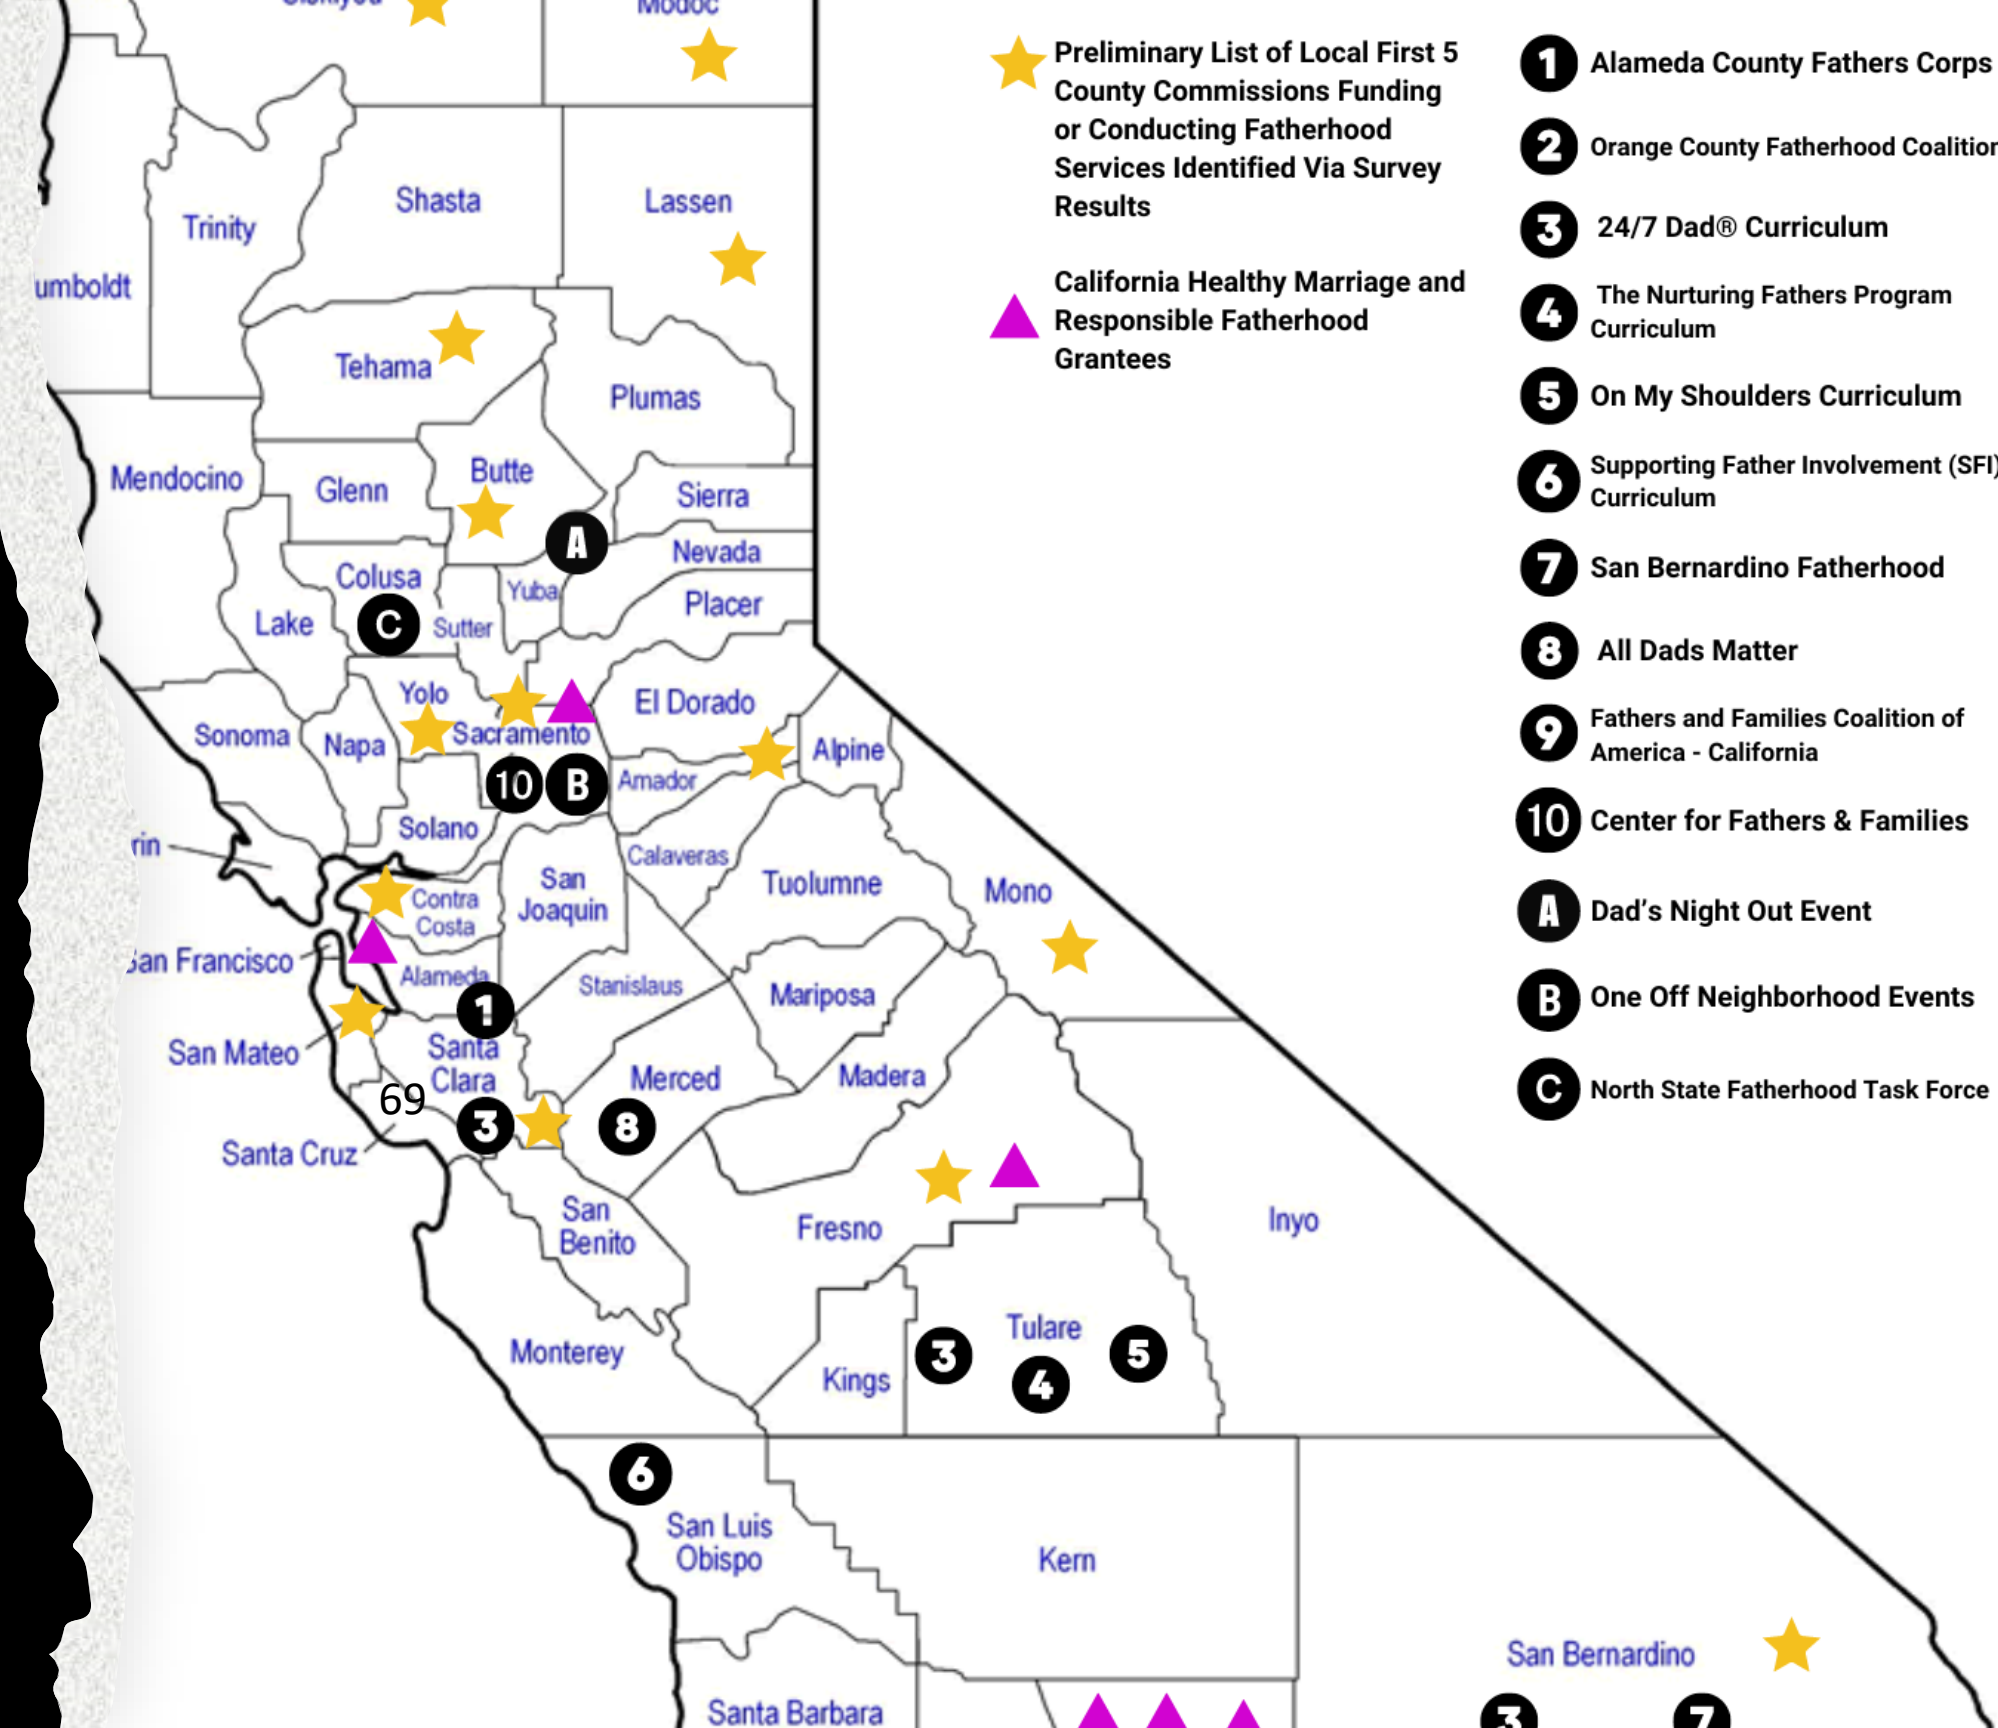 Modoc
Shasta
Lassen
Trinity
umboldt
Tehama
Plumas
Mendocino
Glenn
Butte
Sierra
A
Nevada
Colusa
Yuba
Placer
Lake
C
Sutter
Yolo
El Dorado
Sonoma
Napa
Sacramento
Alpine
10
B
Amador
Solano
rin
Calaveras
San
Joaquin
Tuolumne
Mono
Contra
Costa
San Francisco
Alameda
Stanislaus
Mariposa
1
San Mateo
Santa
Clara
Merced
Madera
69
3
8
Santa Cruz
San
Benito
Fresno
Inyo
Monterey
Kings
Tulare
3
4
5
6
San Luis
Obispo
Kern
San Bernardino
Santa Barbara
3
7
Preliminary List of Local First 5
County Commissions Funding
or Conducting Fatherhood
Services Identified Via Survey
Results
California Healthy Marriage and
Responsible Fatherhood
Grantees
1 Alameda County Fathers Corps
2 Orange County Fatherhood Coalition
3 24/7 Dad® Curriculum
4 The Nurturing Fathers Program
Curriculum
5 On My Shoulders Curriculum
6 Supporting Father Involvement (SFI)
Curriculum
7 San Bernardino Fatherhood
8 All Dads Matter
9 Fathers and Families Coalition of
America - California
10 Center for Fathers & Families
A Dad’s Night Out Event
B One Off Neighborhood Events
C North State Fatherhood Task Force